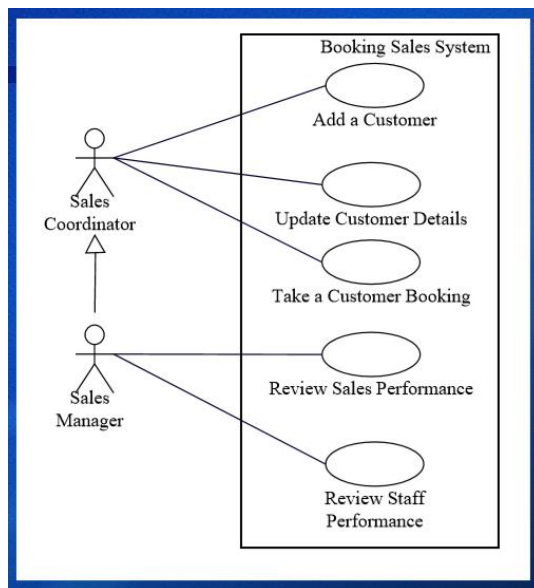 Booking Sales System
Add a Customer
Sales
Coordinator
Update Customer Details
Take a Customer Booking
Sales
Manager
Review Sales Performance
Review Staff
Performance